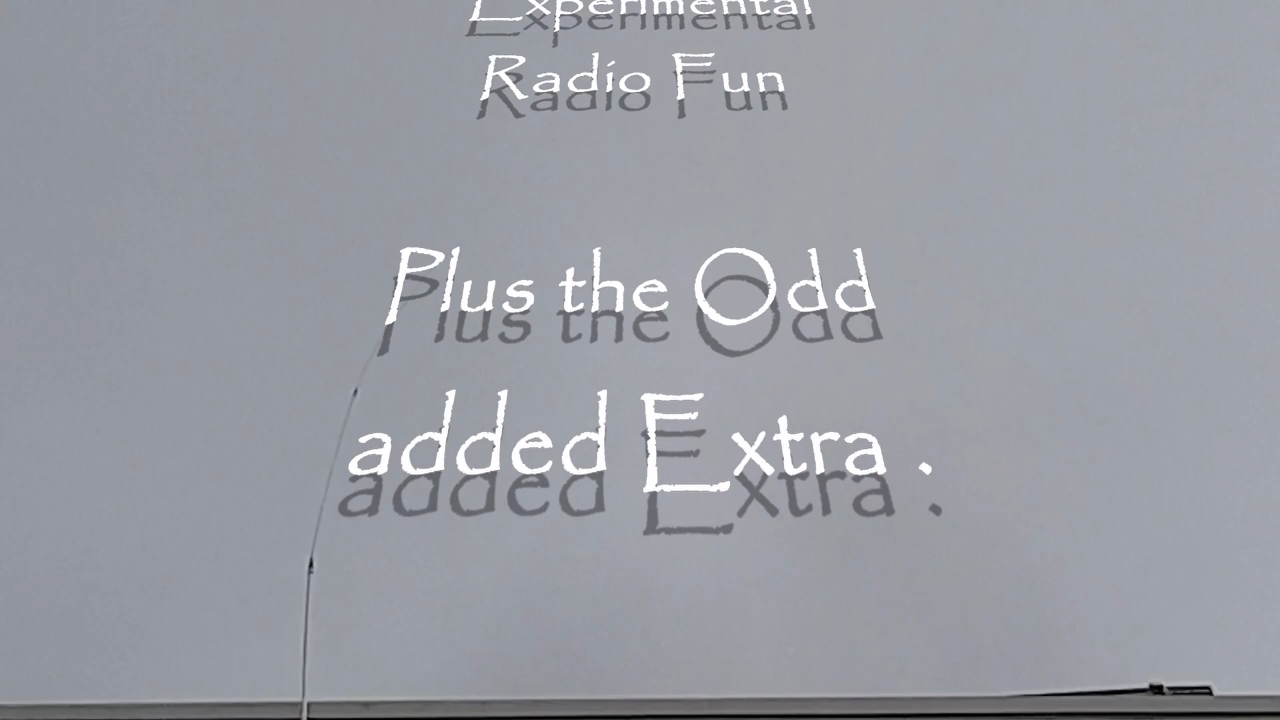 Experimental
Radio Fun
Plus the Odd
added Extra .